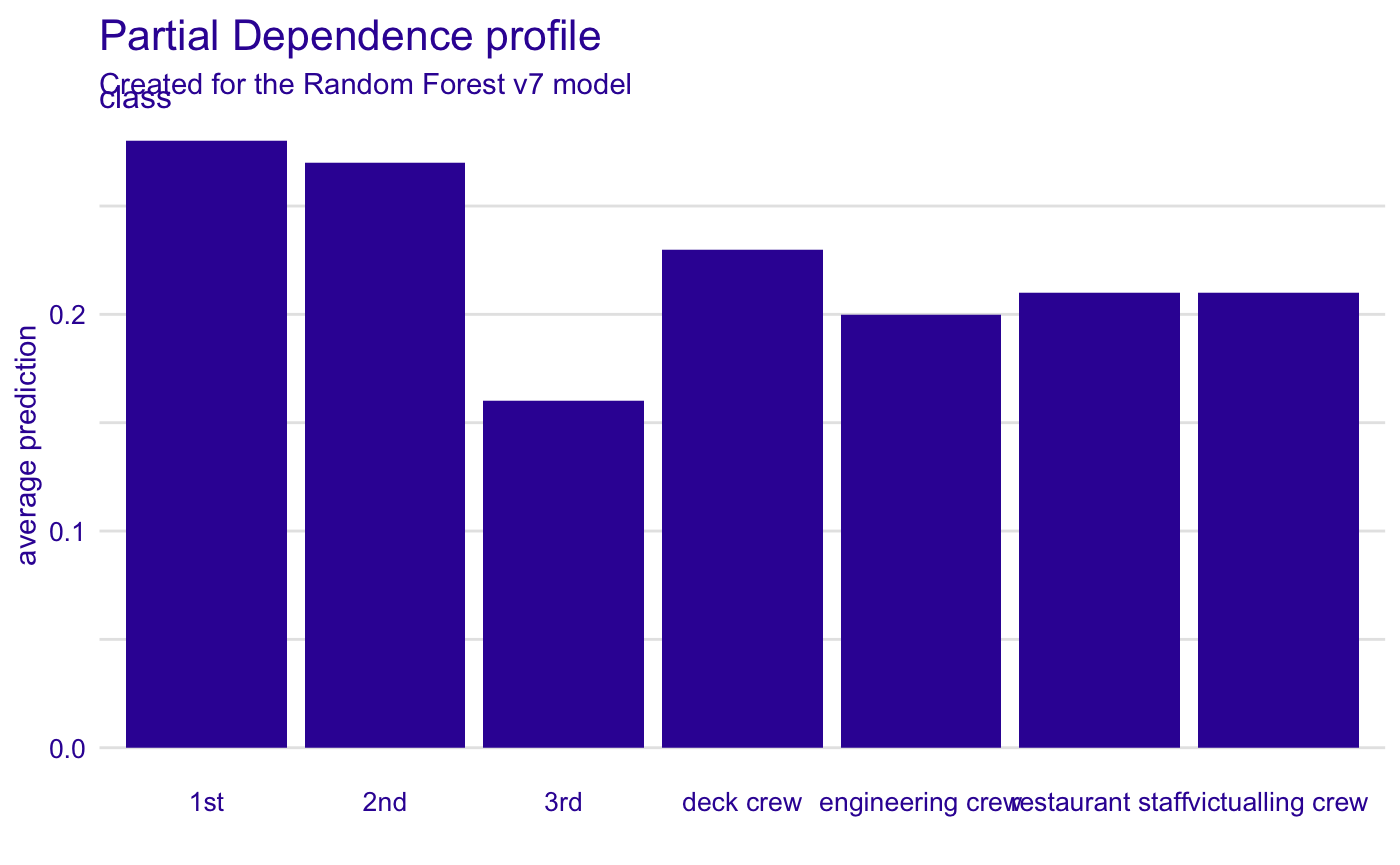 Partial Dependence profile
Created for the Random Forest v7 model
class
average prediction
0.2
0.1
0.0
1st 2nd 3rd deck crew engineering crew restaurant staff victualling crew